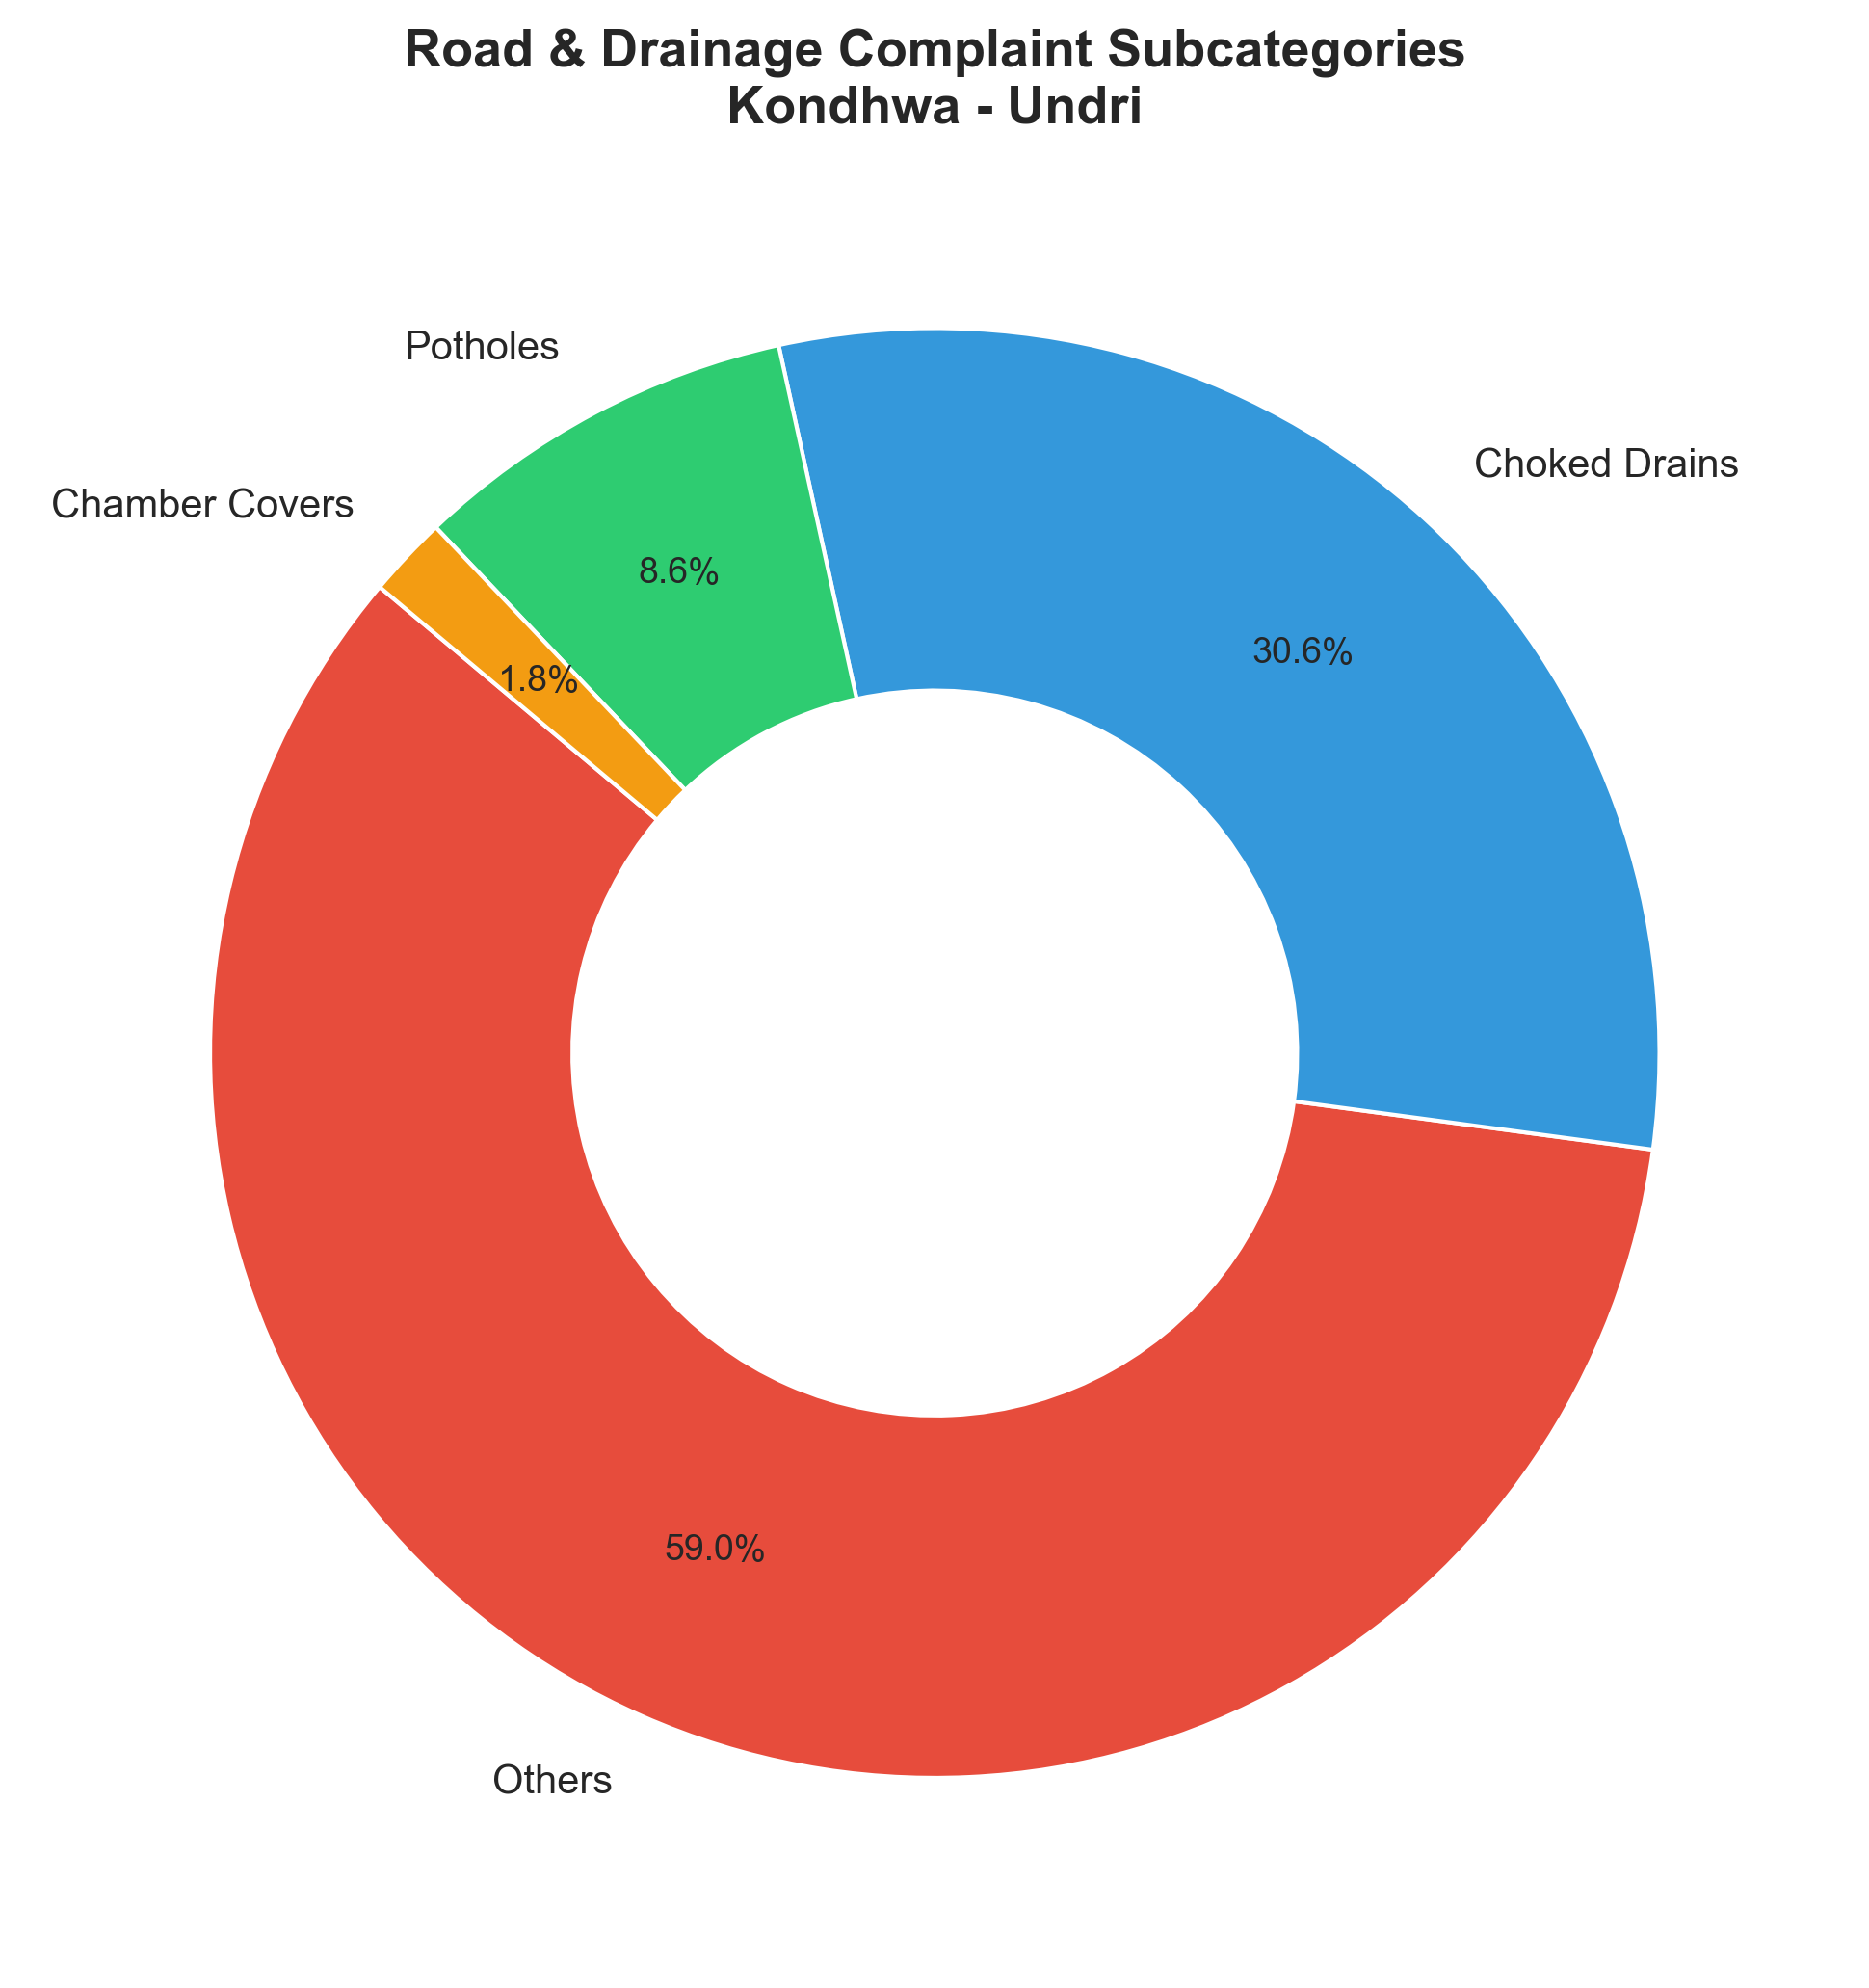 Road & Drainage Complaint Subcategories
Kondhwa - Undri
Potholes
Choked Drains
Chamber Covers
8.6%
30.6%
1.8%
59.0%
Others